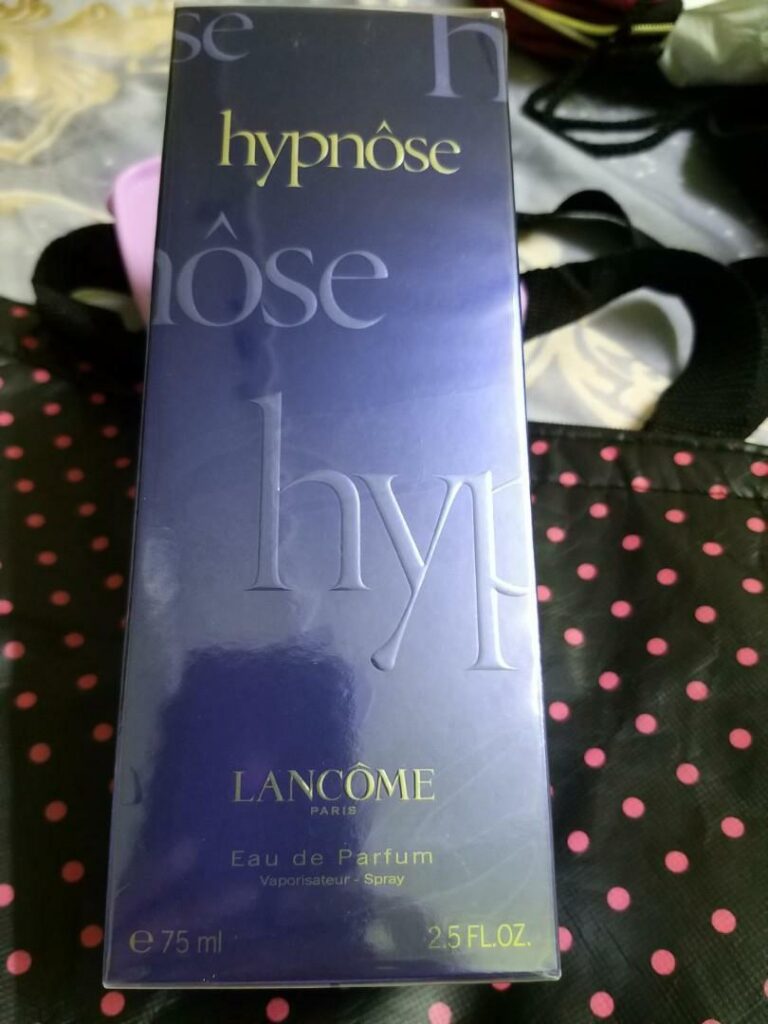 se
h
hypnôse
nôse
hyp
LANCÔME
PARIS
Eau de Parfum
Vaporisateur - Spray
e 75 ml 2.5 FL.OZ.